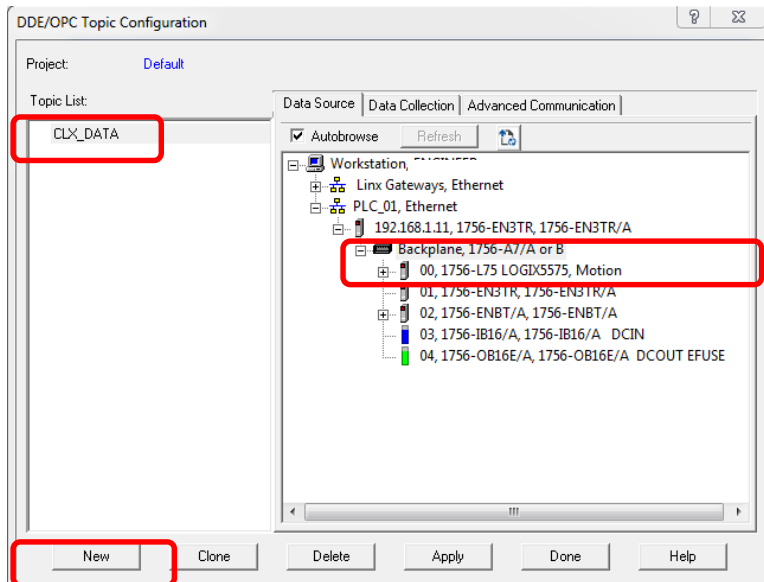 DDE/OPC Topic Configuration
Project: Default
Topic List:
Data Source Data Collection Advanced Communication
CLX_DATA
Autobrowse Refresh
Workstation,
Linx Gateways, Ethernet
PLC_01, Ethernet
192.168.1.11, 1756-EN3TR, 1756-EN3TR/A
Backplane, 1756-A7/A or B
00, 1756-L75 LOGIX5575, Motion
01, 1756-EN3TR, 1756-EN3TR/A
02, 1756-ENBT/A, 1756-ENBT/A
03, 1756-IB16/A, 1756-IB16/A DCIN
04, 1756-OB16E/A, 1756-OB16E/A DCOUT EFUSE
New Clone Delete Apply Done Help